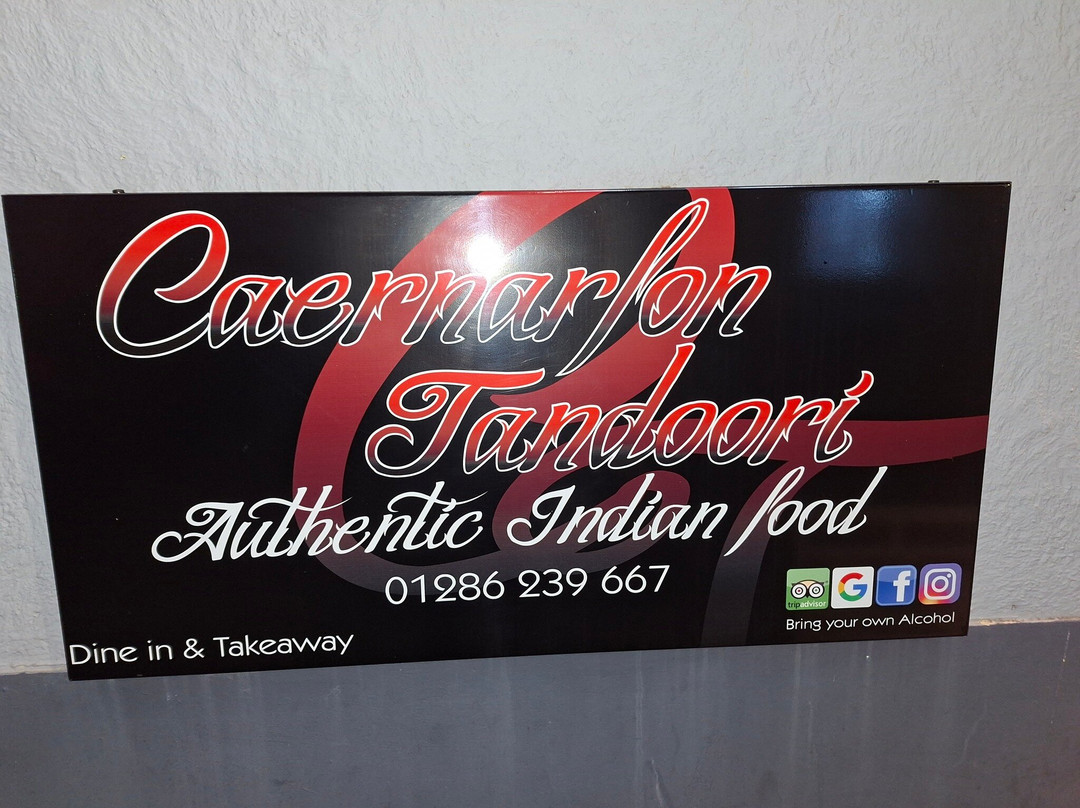 Caernarfon
Tandoori
Authentic Indian food
01286 239 667
tripadvisor G f
Bring your own Alcohol
Dine in & Takeaway